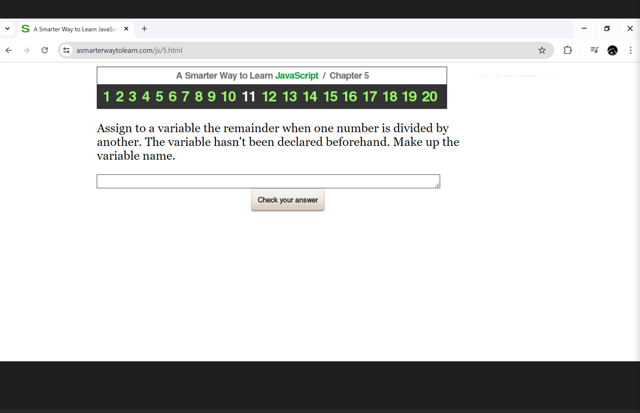 A Smarter Way to Learn JavaSc
asmarterwaytolearn.com/js/5.html
A Smarter Way to Learn JavaScript / Chapter 5
1 2 3 4 5 6 7 8 9 10 11 12 13 14 15 16 17 18 19 20
Assign to a variable the remainder when one number is divided by
another. The variable hasn't been declared beforehand. Make up the
variable name.
Check your answer